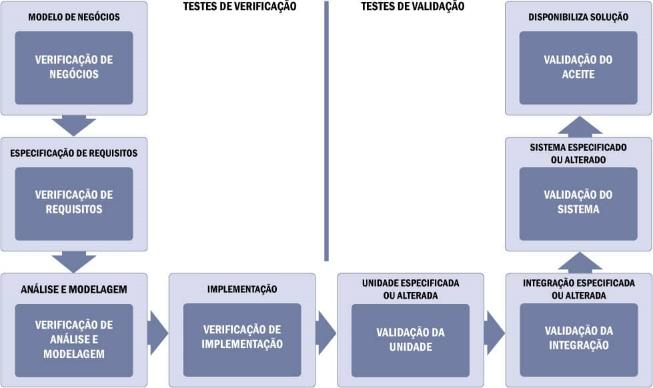 TESTES DE VERIFICAÇÃO
TESTES DE VALIDAÇÃO
MODELO DE NEGÓCIOS
VERIFICAÇÃO DE
NEGÓCIOS
ESPECIFICAÇÃO DE REQUISITOS
VERIFICAÇÃO DE
REQUISITOS
ANÁLISE E MODELAGEM
VERIFICAÇÃO DE
ANÁLISE E
MODELAGEM
IMPLEMENTAÇÃO
VERIFICAÇÃO DE
IMPLEMENTAÇÃO
UNIDADE ESPECIFICADA
OU ALTERADA
VALIDAÇÃO DA
UNIDADE
INTEGRAÇÃO ESPECIFICADA
OU ALTERADA
VALIDAÇÃO DA
INTEGRAÇÃO
SISTEMA ESPECIFICADO
OU ALTERADO
VALIDAÇÃO DO
SISTEMA
DISPONIBILIZA SOLUÇÃO
VALIDAÇÃO DO
ACEITE